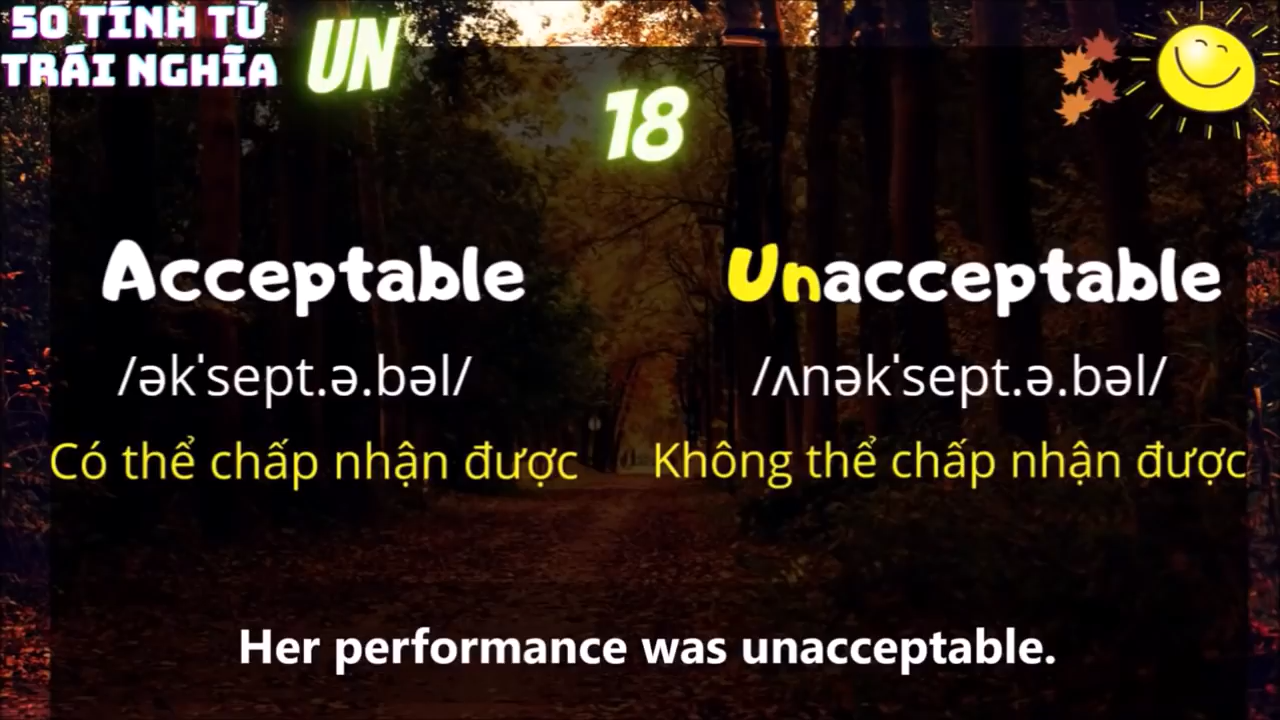 50 TÍNH TỪ
TRÁI NGHĨA
UN
18
Acceptable
Unacceptable
/əkˈsept.ə.bəl/
/ʌnəkˈsept.ə.bəl/
Có thể chấp nhận được
Không thể chấp nhận được
Her performance was unacceptable.